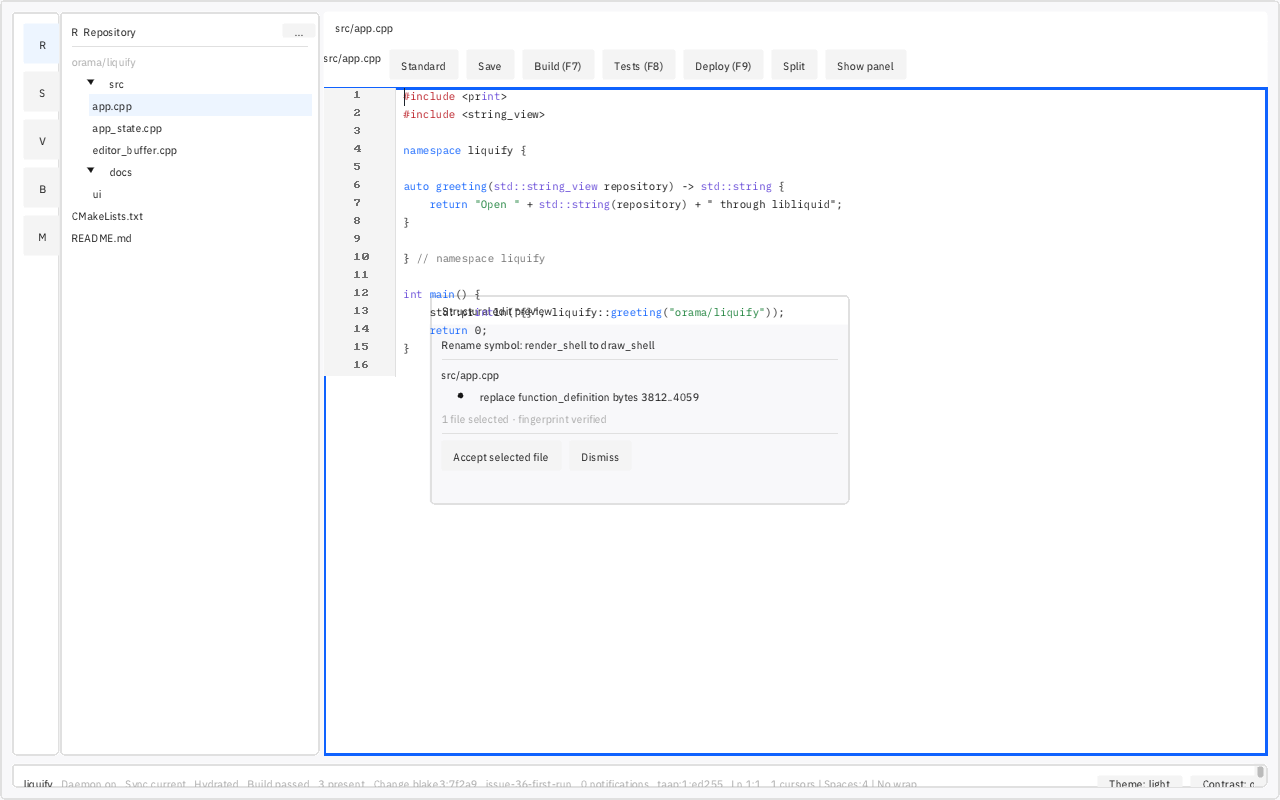 R
S
V
B
M
R Repository
...
orama/liquify
src
app.cpp
app_state.cpp
editor_buffer.cpp
docs
ui
CMakeLists.txt
README.md
src/app.cpp
src/app.cpp Standard Save Build (F7) Tests (F8) Deploy (F9) Split Show panel
1 #include <print>
2 #include <string_view>
3
4 namespace liquify {
5
6 auto greeting(std::string_view repository) -> std::string {
7 return "Open " + std::string(repository) + " through libliquid";
8 }
9
10 } // namespace liquify
11
12 int main() {
13 std::println("{}", liquify::greeting("orama/liquify"));
14 return 0;
15 }
16
Structural edit preview
Rename symbol: render_shell to draw_shell
src/app.cpp
replace function_definition bytes 3812..4059
1 file selected · fingerprint verified
Accept selected file Dismiss
liquify Daemon on Sync current Hydrated Build passed 3 present Change blake3:7f2a9 issue-36-first-run 0 notifications Ln 1:1 1 cursors | Spaces:4 | No wrap Theme: light Contrast: